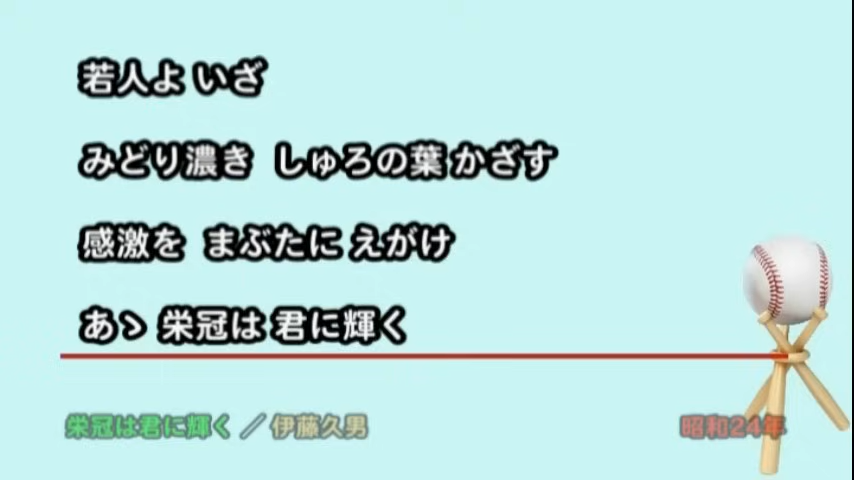 若人よ いざ
みどり濃き しゅろの葉 かざす
感激を まぶたに えがけ
あゝ 栄冠は 君に輝く
栄冠は君に輝く ／ 伊藤久男
昭和24年